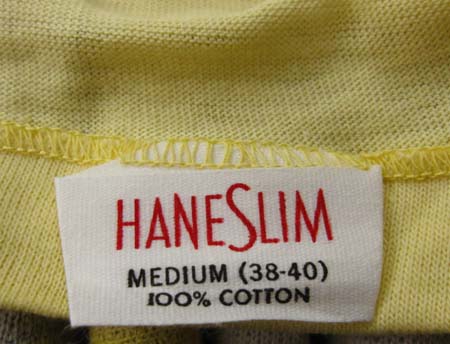 HANESLIM
MEDIUM (38-40)
100% COTTON